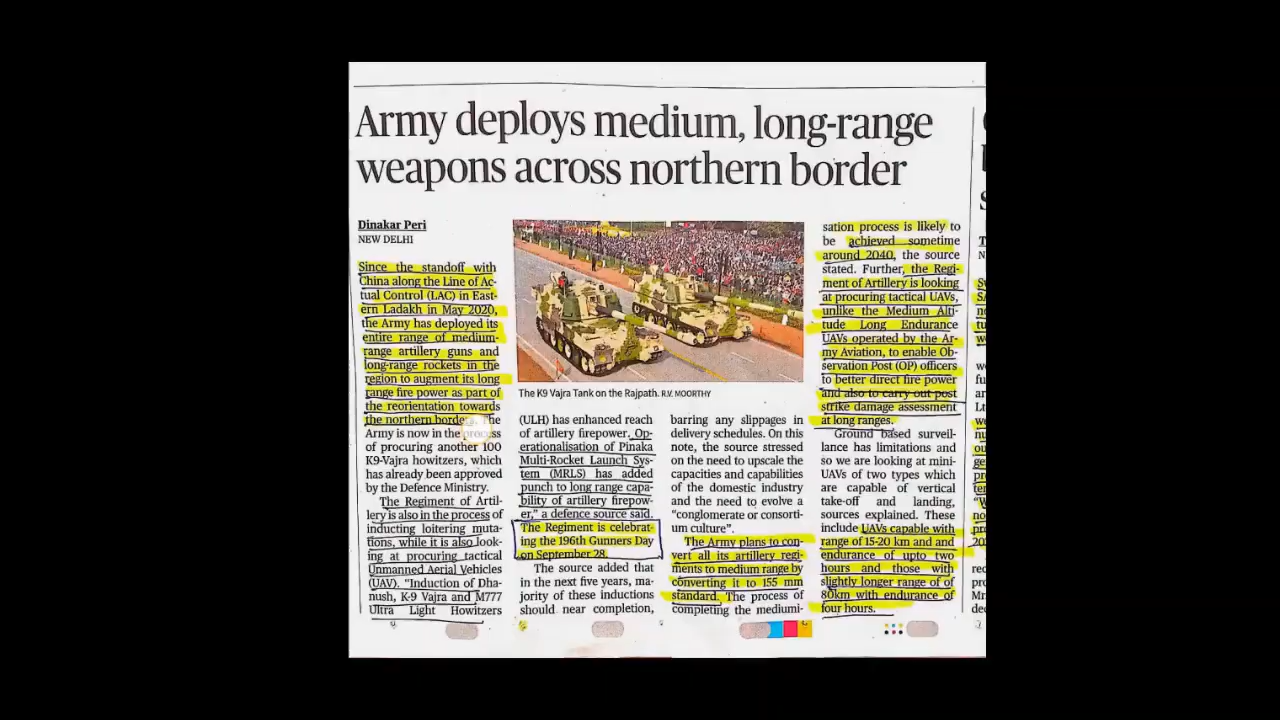 Army deploys medium, long-range
weapons across northern border
Dinakar Peri
NEW DELHI
Since the standoff with
China along the Line of Ac-
tual Control (LAC) in East-
ern Ladakh in May 2020,
the Army has deployed its
entire range of medium-
range artillery guns and
long-range rockets in the
region to augment its long
range fire power as part of
the reorientation towards
the northern borders. The
Army is now in the process
of procuring another 100
K9-Vajra howitzers, which
has already been approved
by the Defence Ministry.
The Regiment of Artil-
lery is also in the process of
inducting loitering muta-
tions, while it is also look-
ing at procuring tactical
Unmanned Aerial Vehicles
(UAV). “Induction of Dha-
nush, K-9 Vajra and M777
Ultra Light Howitzers
The K9 Vajra Tank on the Rajpath. R.V. MOORTHY
(ULH) has enhanced reach
of artillery firepower. Op-
erationalisation of Pinaka
Multi-Rocket Launch Sys-
tem (MRLS) has added
punch to long range capa-
bility of artillery firepow-
er,” a defence source said.
The Regiment is celebrat-
ing the 196th Gunners Day
on September 28.
The source added that
in the next five years, ma-
jority of these inductions
should near completion,
barring any slippages in
delivery schedules. On this
note, the source stressed
on the need to upscale the
capacities and capabilities
of the domestic industry
and the need to evolve a
“conglomerate or consorti-
um culture”.
The Army plans to con-
vert all its artillery regi-
ments to medium range by
converting it to 155 mm
standard. The process of
completing the mediumi-
sation process is likely to
be achieved sometime
around 2040, the source
stated. Further, the Regi-
ment of Artillery is looking
at procuring tactical UAVs,
unlike the Medium Alti-
tude Long Endurance
UAVs operated by the Ar-
my Aviation, to enable Ob-
servation Post (OP) officers
to better direct fire power
and also to carry out post
strike damage assessment
at long ranges.
Ground based surveil-
lance has limitations and
so we are looking at mini-
UAVs of two types which
are capable of vertical
take-off and landing,
sources explained. These
include UAVs capable with
range of 15-20 km and and
endurance of upto two
hours and those with
slightly longer range of of
80km with endurance of
four hours.